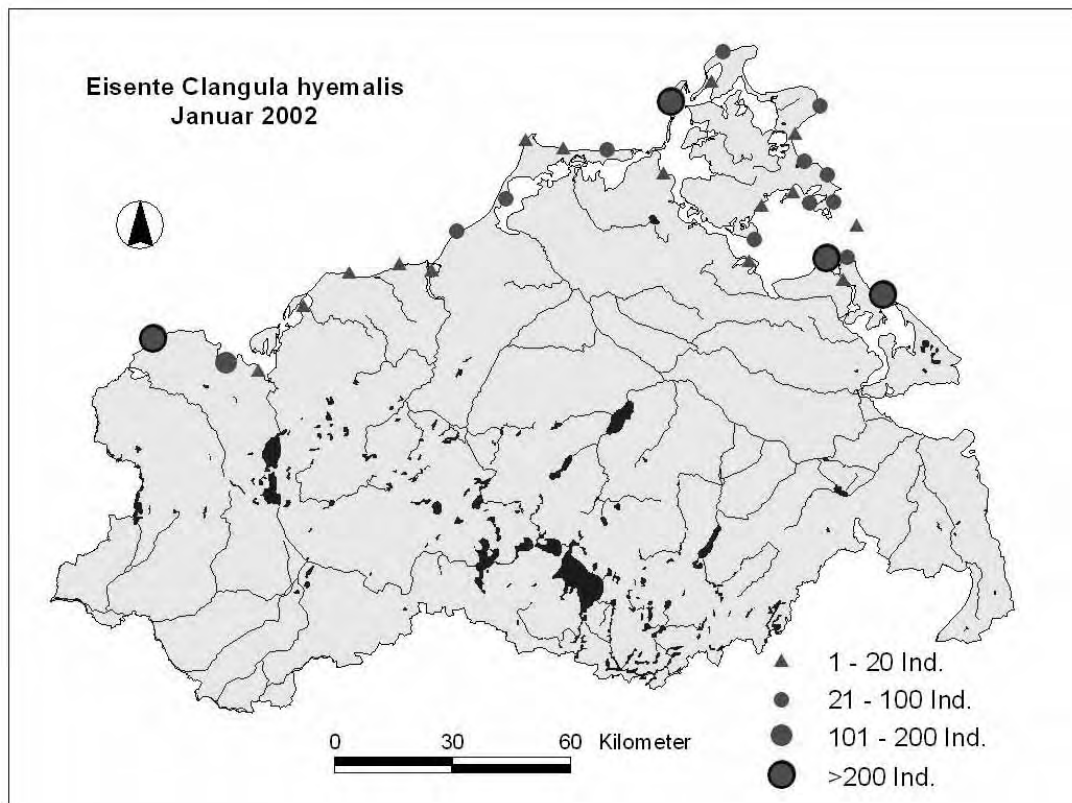 Eisente Clangula hyemalis
Januar 2002
1 - 20 Ind.
21 - 100 Ind.
101 - 200 Ind.
>200 Ind.
0 30 60 Kilometer